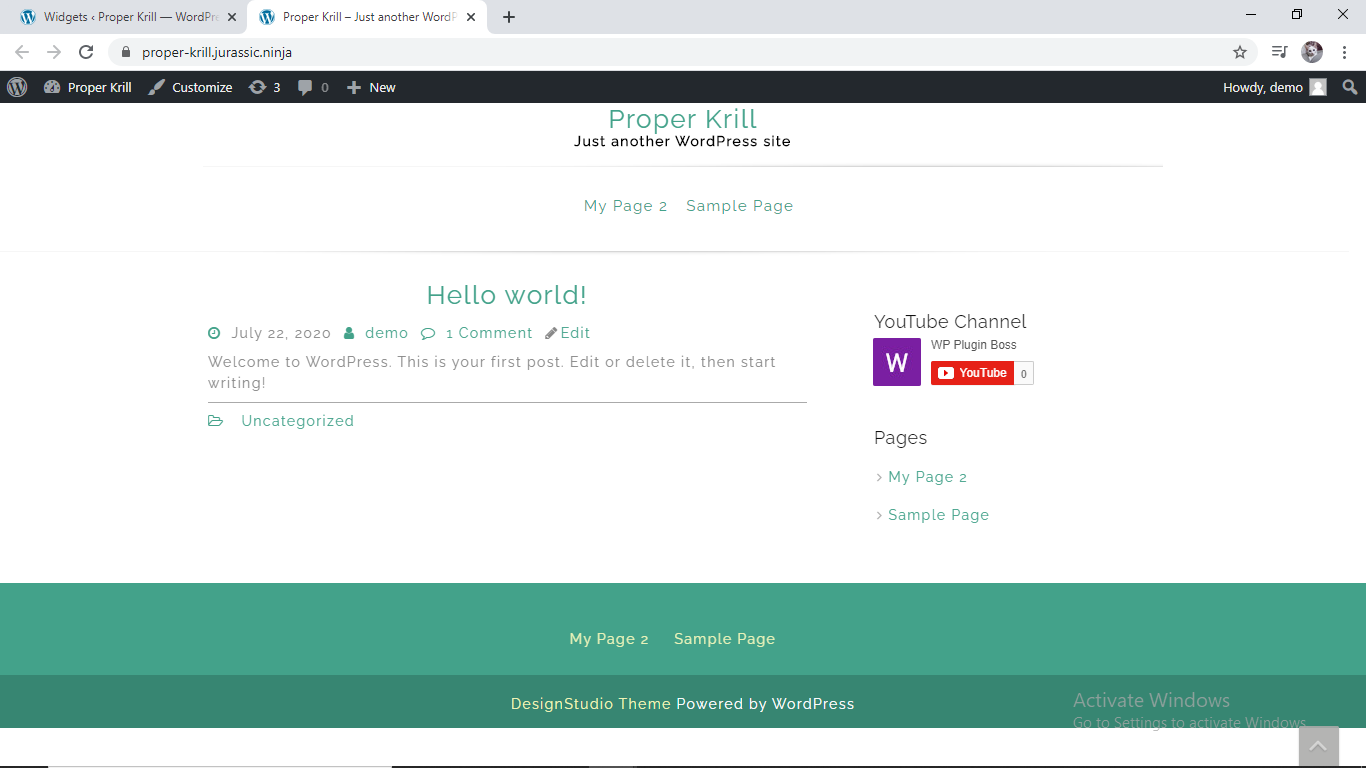 Widgets ‹ Proper Krill — WordPre
Proper Krill – Just another WordP
proper-krill.jurassic.ninja
Proper Krill Customize 3 0 New Howdy, demo
Proper Krill
Just another WordPress site
My Page 2 Sample Page
Hello world!
July 22, 2020 demo 1 Comment Edit
Welcome to WordPress. This is your first post. Edit or delete it, then start
writing!
Uncategorized
YouTube Channel
W
WP Plugin Boss
YouTube 0
Pages
My Page 2
Sample Page
My Page 2 Sample Page
DesignStudio Theme Powered by WordPress
Activate Windows
Go to Settings to activate Windows.